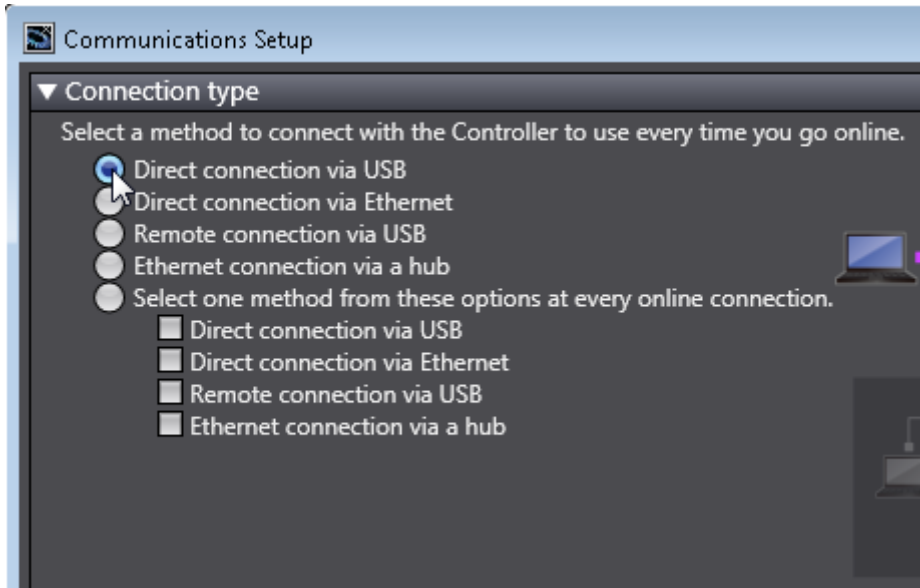 Communications Setup
Connection type
Select a method to connect with the Controller to use every time you go online.
Direct connection via USB
Direct connection via Ethernet
Remote connection via USB
Ethernet connection via a hub
Select one method from these options at every online connection.
Direct connection via USB
Direct connection via Ethernet
Remote connection via USB
Ethernet connection via a hub